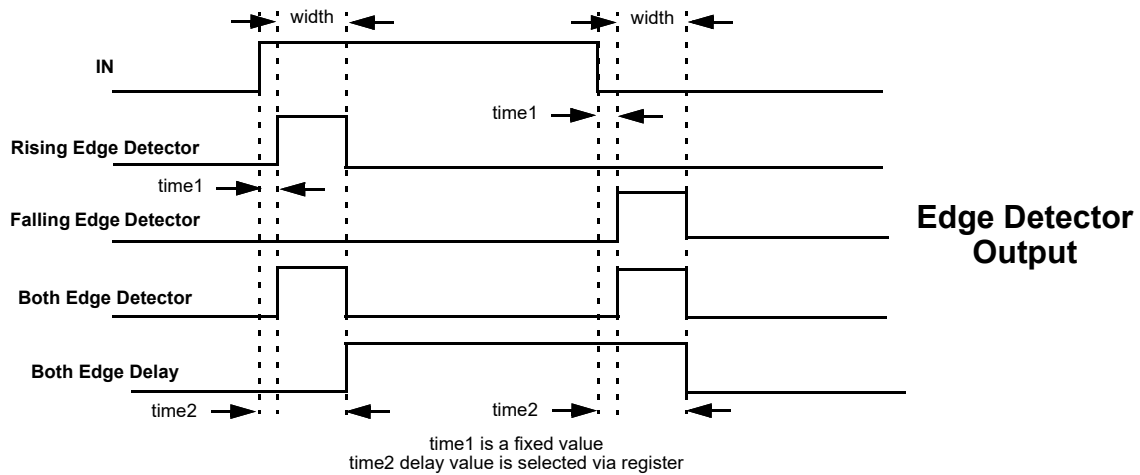 width
width
IN
time1
Rising Edge Detector
time1
Falling Edge Detector
Edge Detector
Output
Both Edge Detector
Both Edge Delay
time2
time2
time1 is a fixed value
time2 delay value is selected via register